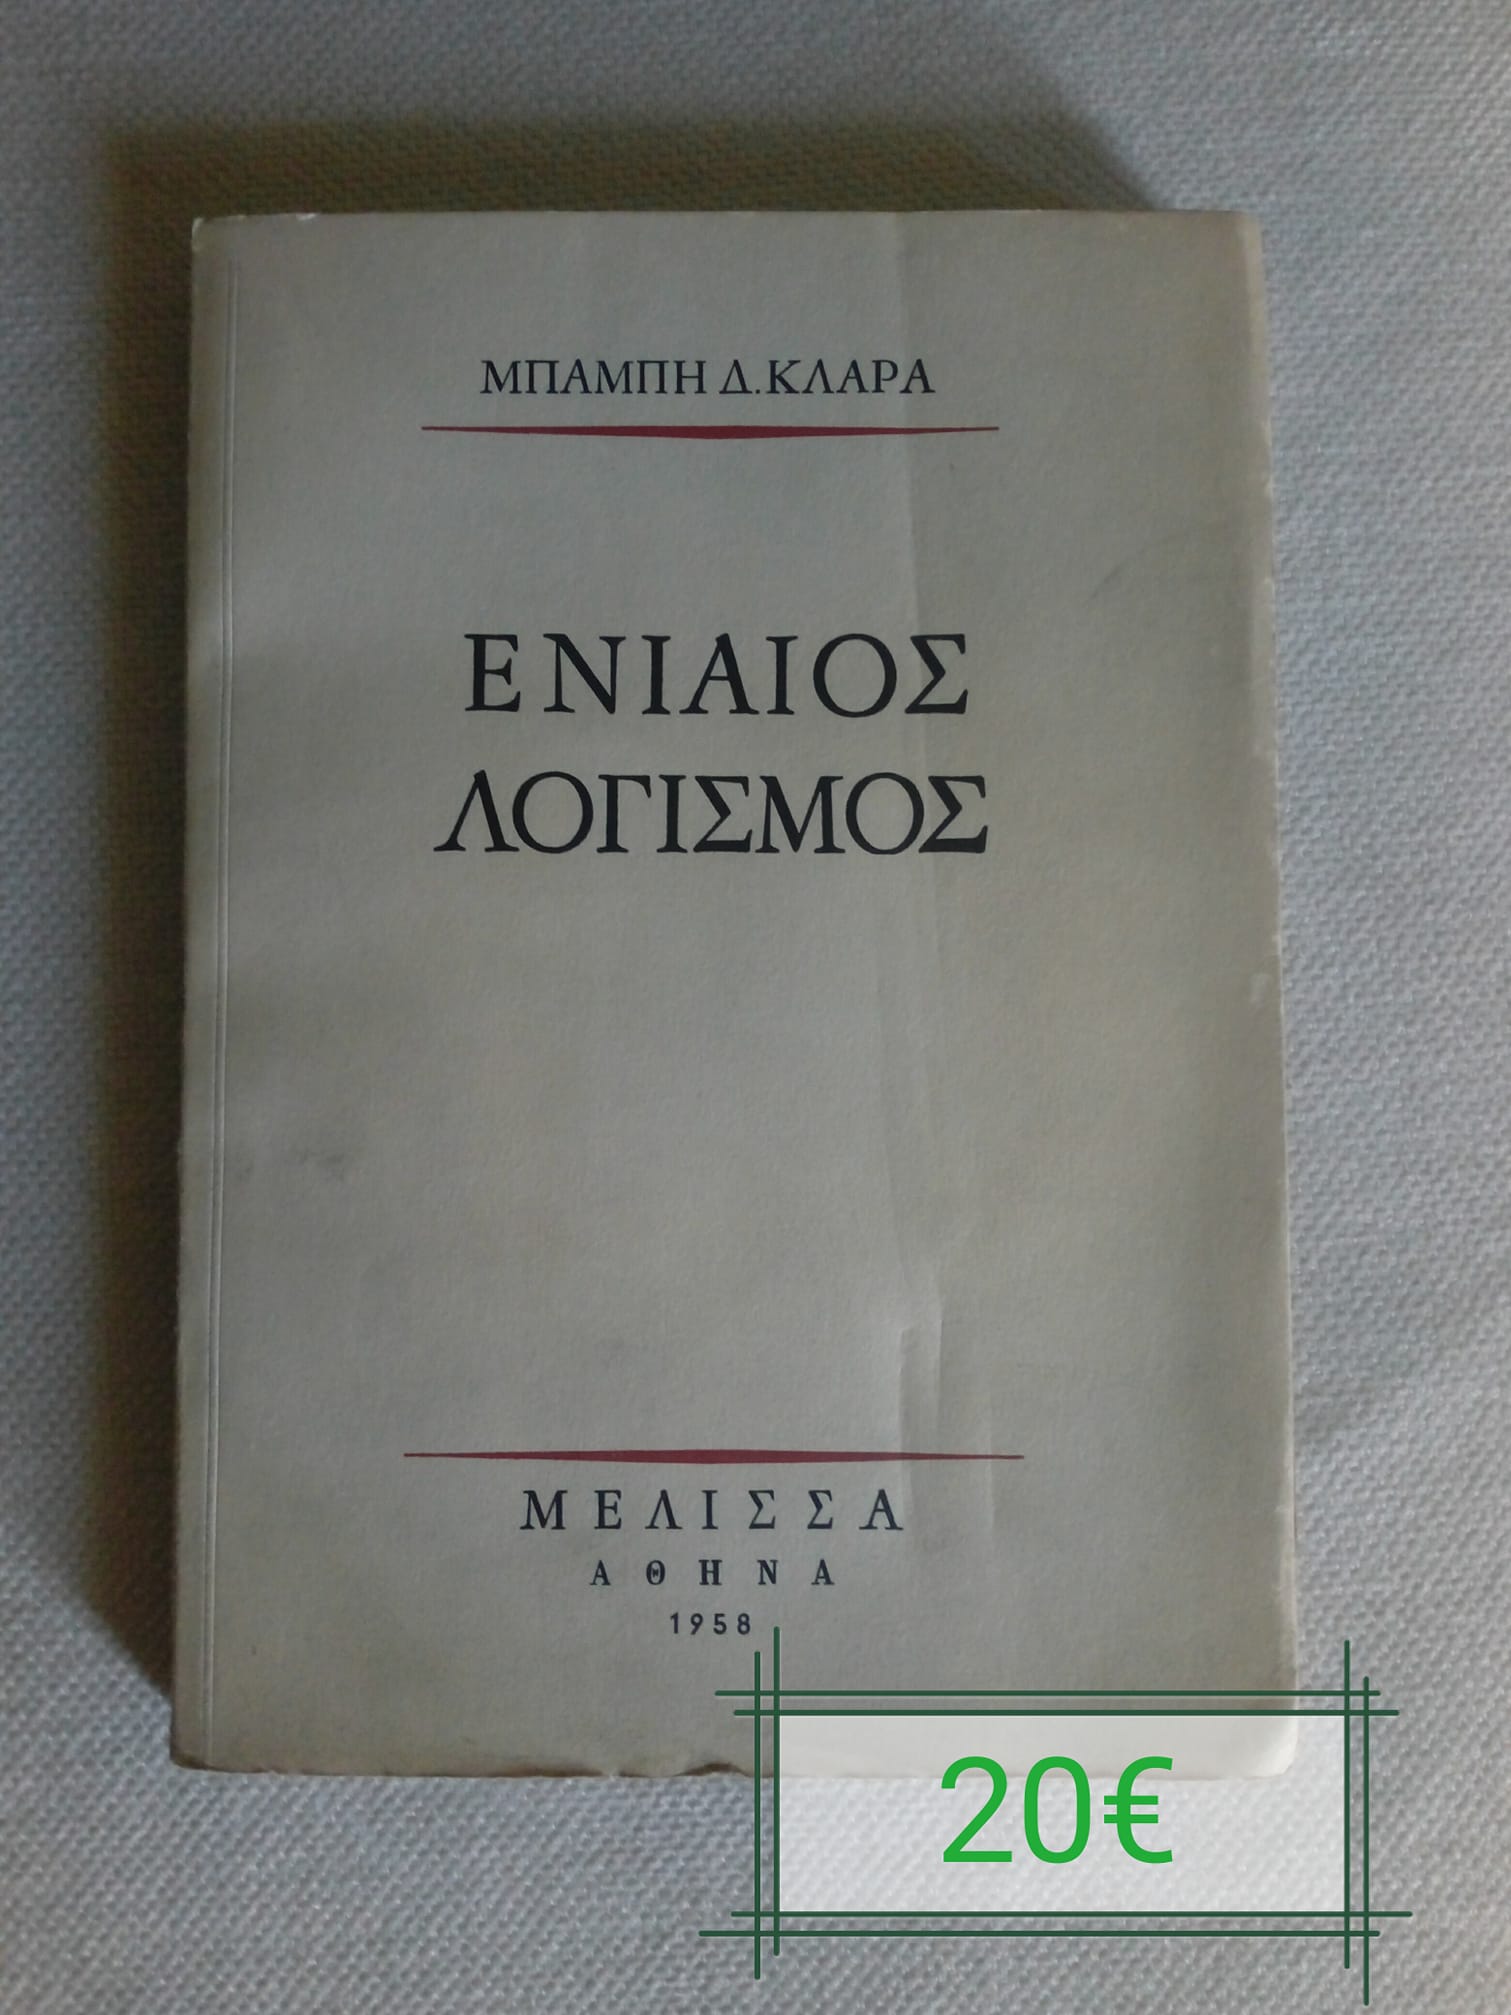 ΜΠΑΜΠΗ Δ. ΚΛΑΡΑ
ΕΝΙΑΙΟΣ
ΛΟΓΙΣΜΟΣ
ΜΕΛΙΣΣΑ
ΑΘΗΝΑ
1958
20€